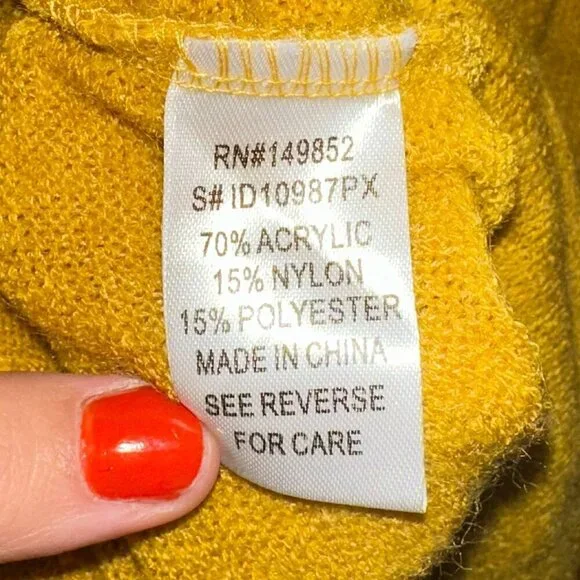 RN#149852
S# ID10987PX
70% ACRYLIC
15% NYLON
15% POLYESTER
MADE IN CHINA
SEE REVERSE
FOR CARE